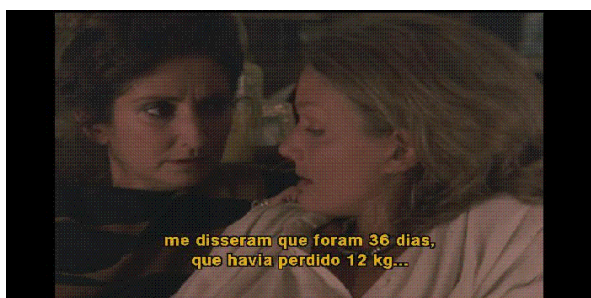 me disseram que foram 36 dias,
que havia perdido 12 kg...